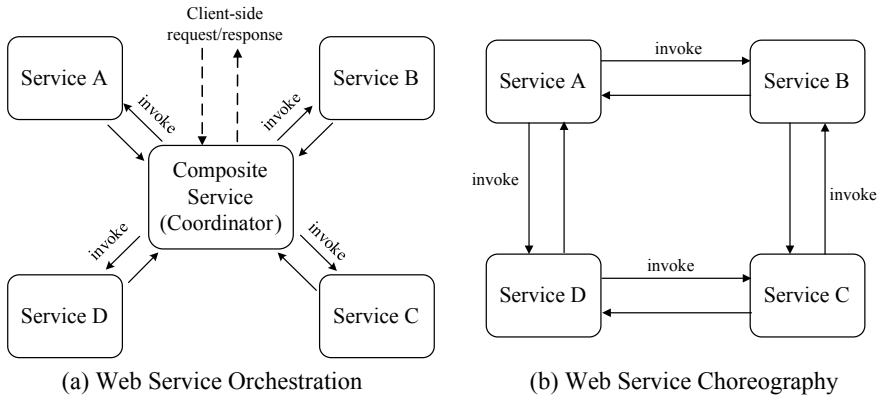 Client-side
request/response
Service A
Service B
invoke
invoke
Composite
Service
(Coordinator)
invoke
invoke
Service D
Service C
(a) Web Service Orchestration
Service A
invoke
Service B
invoke
invoke
Service D
invoke
Service C
(b) Web Service Choreography